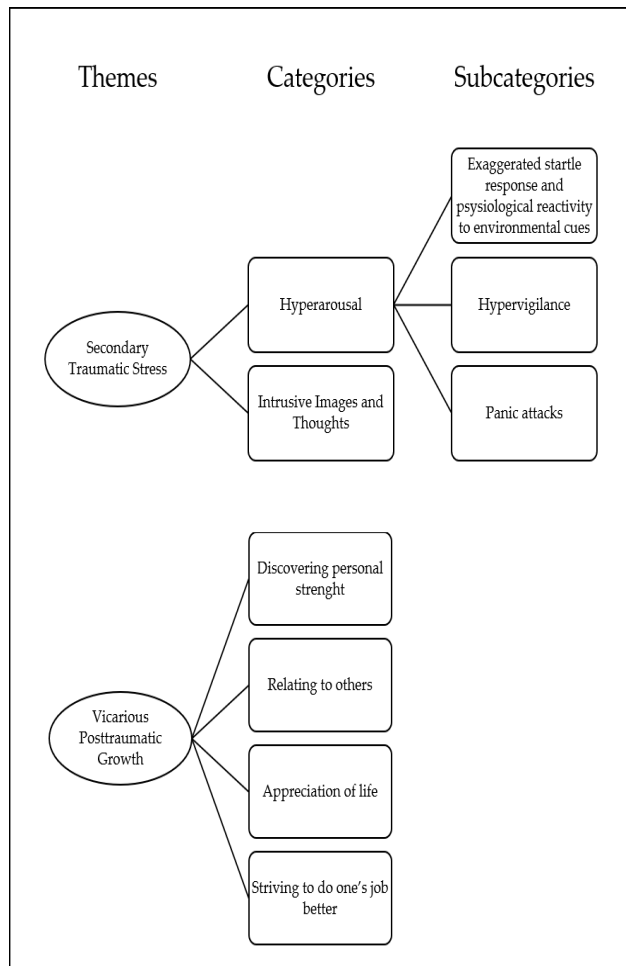 Themes
Categories
Subcategories
Exaggerated startle
response and
psysiological reactivity
to environmental cues
Hyperarousal
Hypervigilance
Secondary
Traumatic Stress
Intrusive Images and
Thoughts
Panic attacks
Discovering personal
strenght
Relating to others
Vicarious
Posttraumatic
Growth
Appreciation of life
Striving to do one's job
better